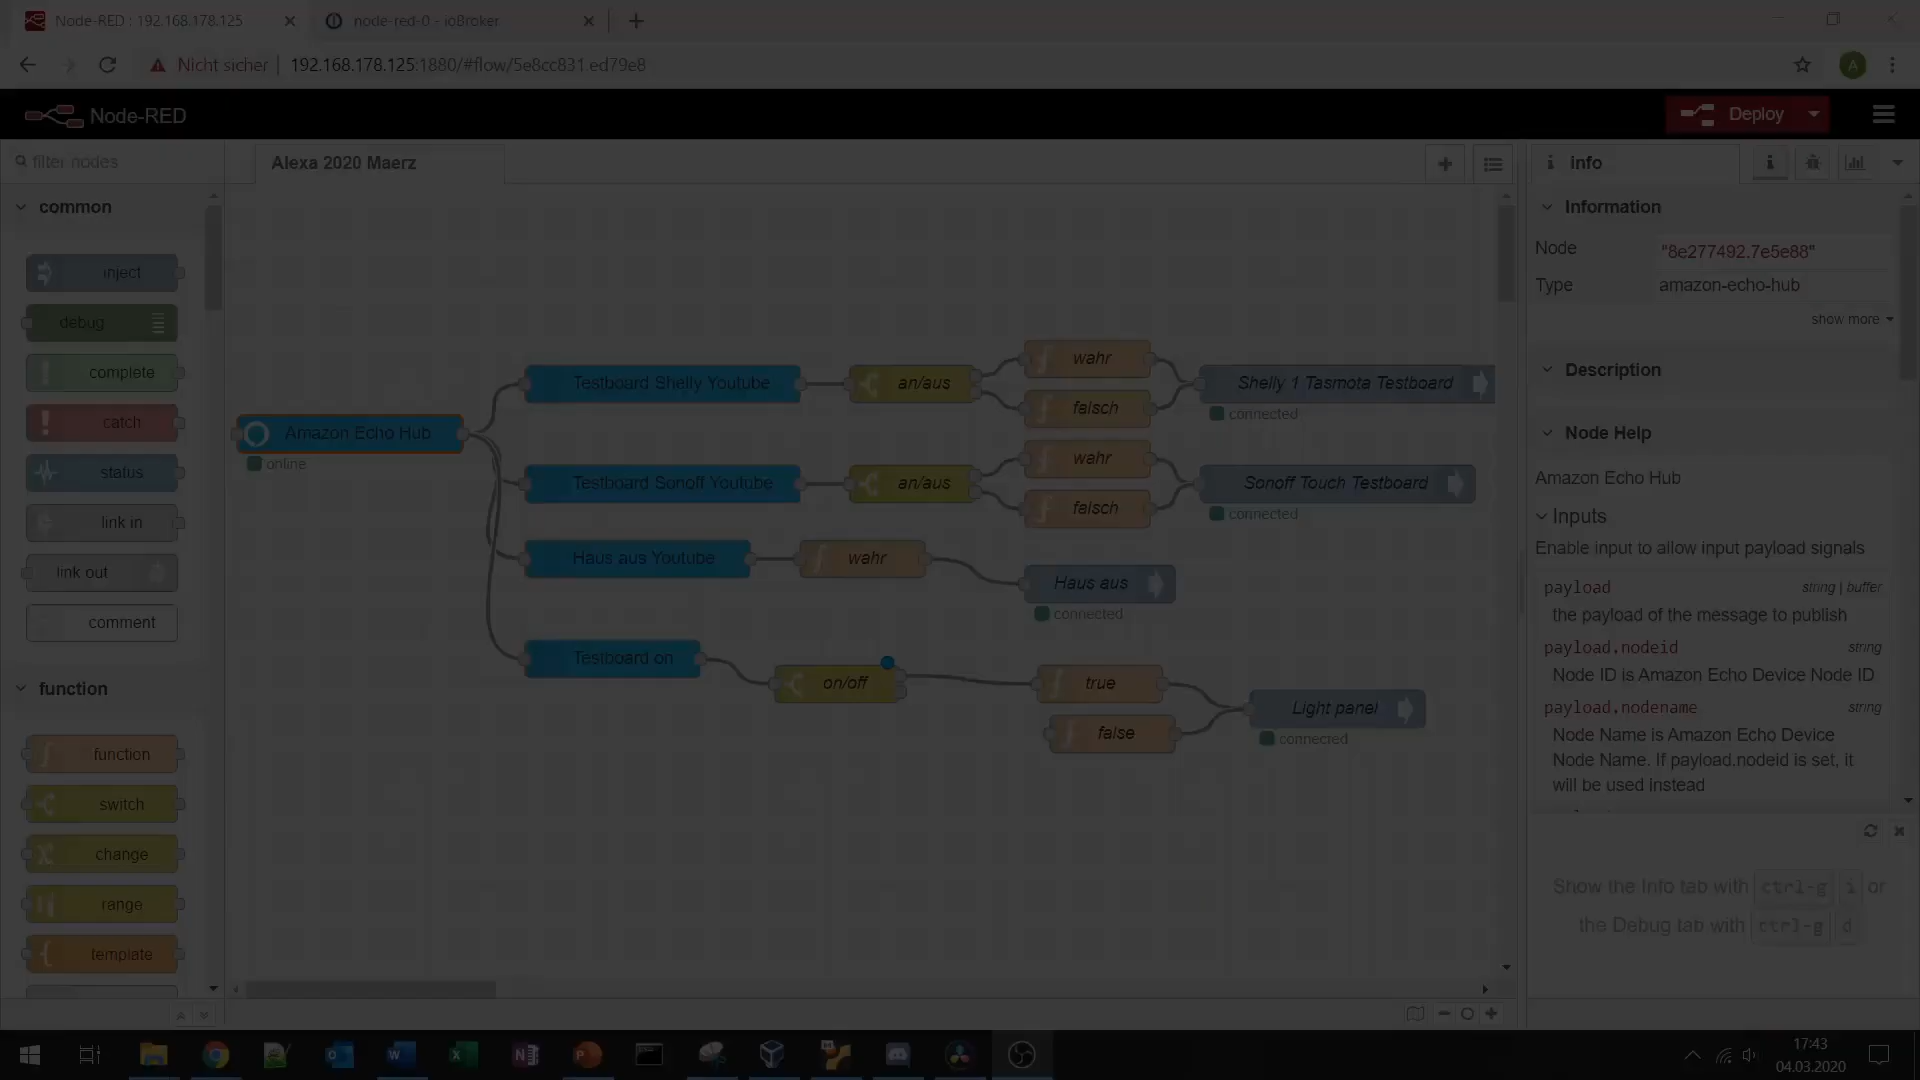 Node-RED : 192.168.178.125
node-red-0 - ioBroker
Nicht sicher
192.168.178.125:1880/#flow/5e8cc831.ed79e8
A
Node-RED
Deploy
filter nodes
Alexa 2020 Maerz
info
common
inject
debug
complete
catch
status
link in
link out
comment
function
function
switch
change
range
template
Amazon Echo Hub
online
Testboard Shelly Youtube
an/aus
wahr
falsch
Shelly 1 Tasmota Testboard
connected
Testboard Sonoff Youtube
an/aus
wahr
falsch
Sonoff Touch Testboard
connected
Haus aus Youtube
wahr
Haus aus
connected
Testboard on
on/off
true
false
Light panel
connected
Information
Node
"8e277492.7e5e88"
Type
amazon-echo-hub
show more
Description
Node Help
Amazon Echo Hub
Inputs
Enable input to allow input payload signals
payload
string | buffer
the payload of the message to publish
payload.nodeid
string
Node ID is Amazon Echo Device Node ID
payload.nodename
string
Node Name is Amazon Echo Device
Node Name. If payload.nodeid is set, it
will be used instead
Show the Info tab with ctrl-g i or
the Debug tab with ctrl-g d
17:43
04.03.2020